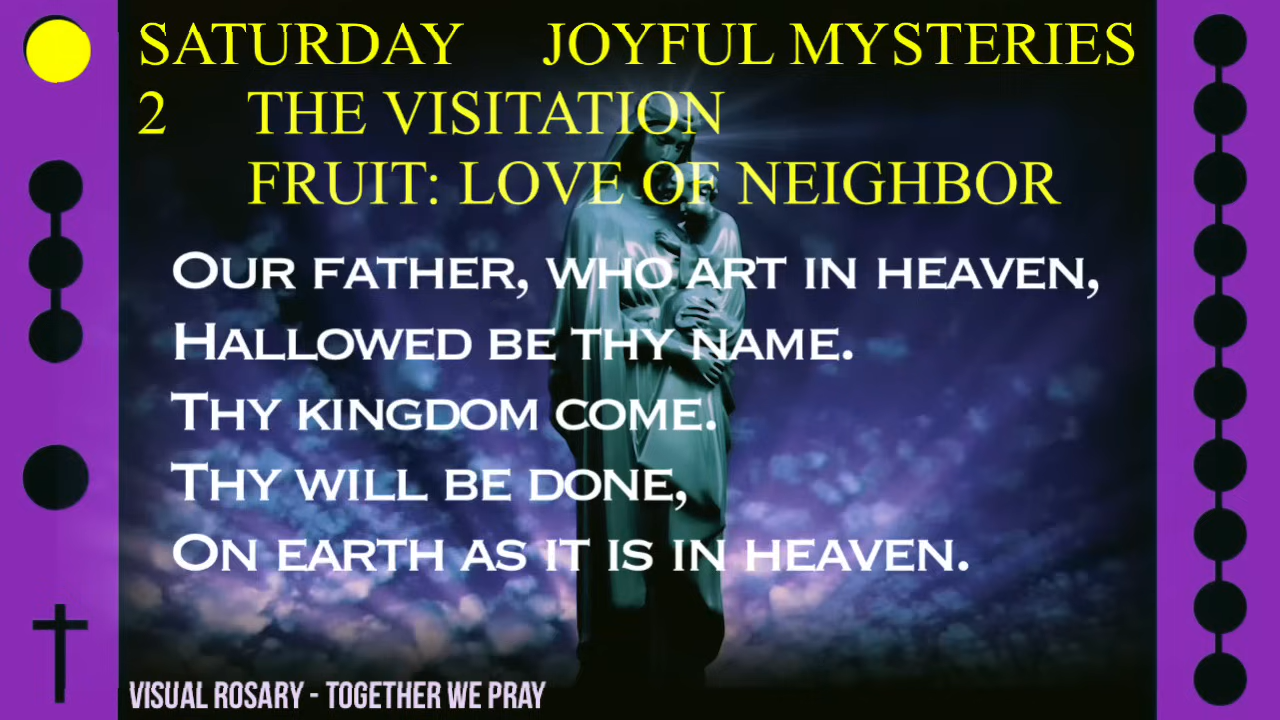 SATURDAY JOYFUL MYSTERIES
2 THE VISITATION
FRUIT: LOVE OF NEIGHBOR
OUR FATHER, WHO ART IN HEAVEN,
HALLOWED BE THY NAME.
THY KINGDOM COME.
THY WILL BE DONE,
ON EARTH AS IT IS IN HEAVEN.
VISUAL ROSARY - TOGETHER WE PRAY